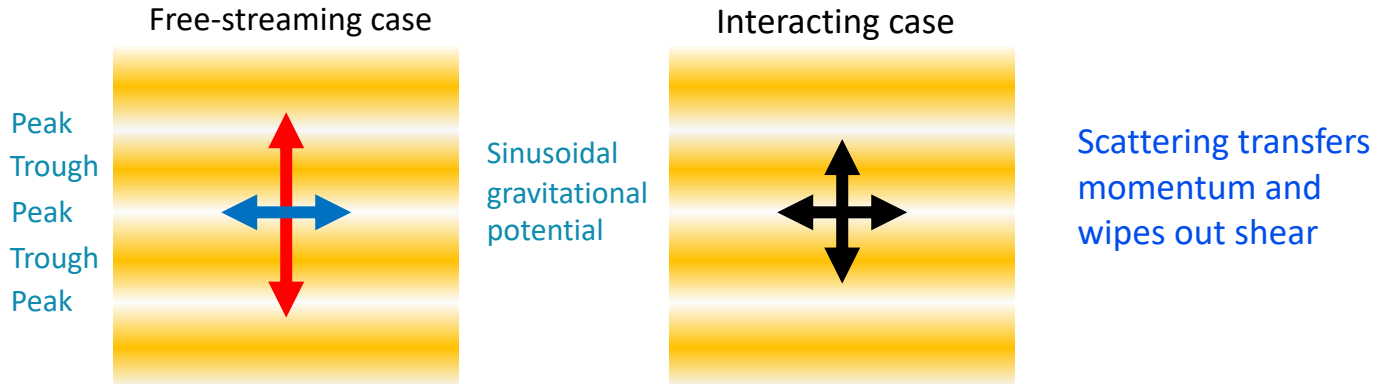 Free-streaming case
Interacting case
Peak
Trough
Peak
Trough
Peak
Sinusoidal
gravitational
potential
Scattering transfers
momentum and
wipes out shear